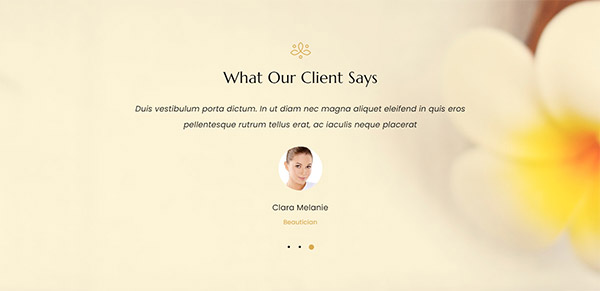 What Our Client Says
Duis vestibulum porta dictum. In ut diam nec magna aliquet eleifend in quis eros
pellentesque rutrum tellus erat, ac iaculis neque placerat
Clara Melanie
Beautician